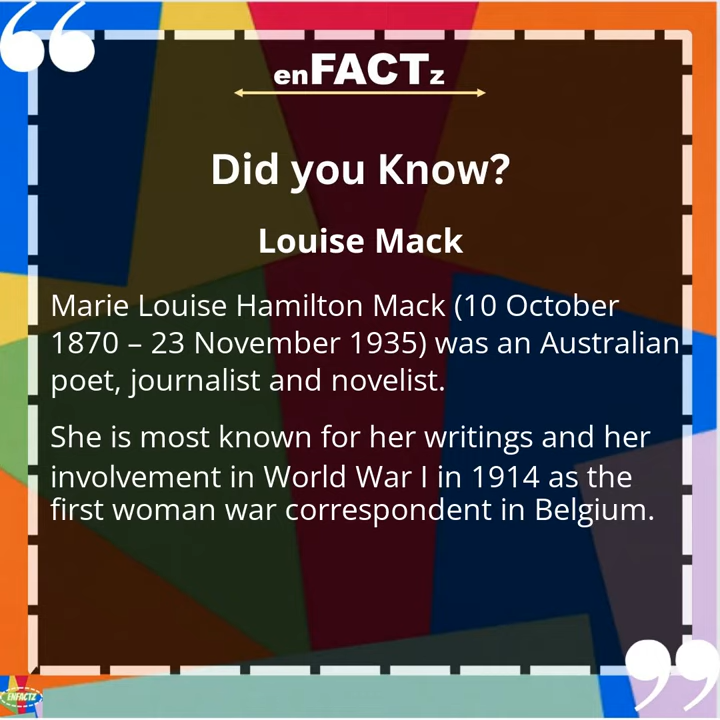 enFACTz
Did you Know?
Louise Mack
Marie Louise Hamilton Mack (10 October
1870 – 23 November 1935) was an Australian
poet, journalist and novelist.
She is most known for her writings and her
involvement in World War I in 1914 as the
first woman war correspondent in Belgium.
ENFACTZ